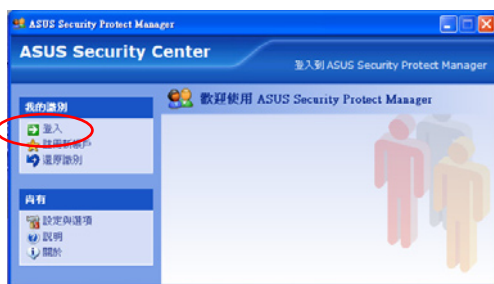 ASUS Security Protect Manager
ASUS Security Center
登入到 ASUS Security Protect Manager
我的識別
登入
註冊新帳戶
還原識別
尚有
設定與選項
說明
關於
歡迎使用 ASUS Security Protect Manager